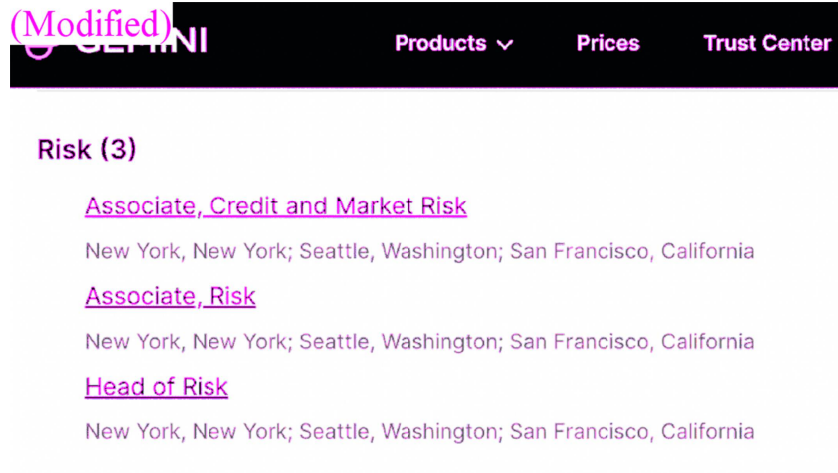 (Modified)
GEMINI
Products
Prices
Trust Center
Risk (3)
Associate, Credit and Market Risk
New York, New York; Seattle, Washington; San Francisco, California
Associate, Risk
New York, New York; Seattle, Washington; San Francisco, California
Head of Risk
New York, New York; Seattle, Washington; San Francisco, California